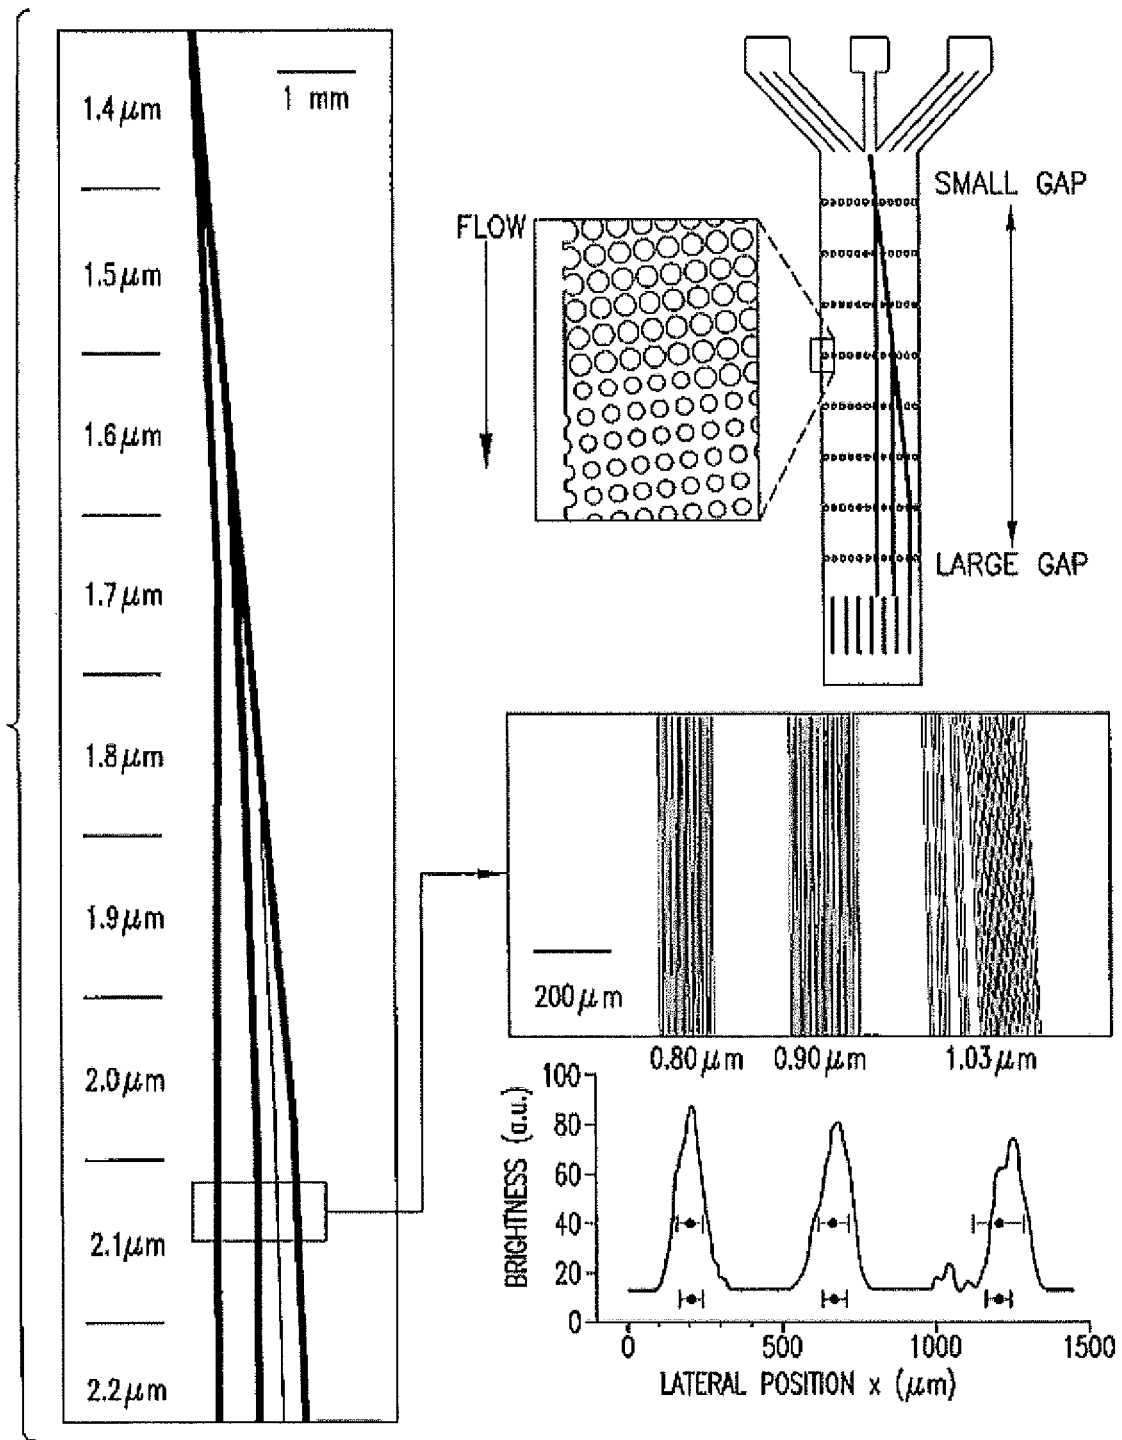 1 mm
1.4 µm
1.5 µm
1.6 µm
1.7 µm
1.8 µm
1.9 µm
2.0 µm
2.1 µm
2.2 µm
FLOW
SMALL GAP
LARGE GAP
200 µm
0.80 µm 0.90 µm 1.03 µm
BRIGHTNESS (a.u.)
100
80
60
40
20
0
0 500 1000 1500
LATERAL POSITION x (µm)